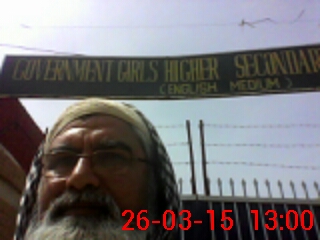 GOVERNMENT GIRLS HIGHER SECONDAR
(ENGLISH MEDIUM)
26-03-15 13:00